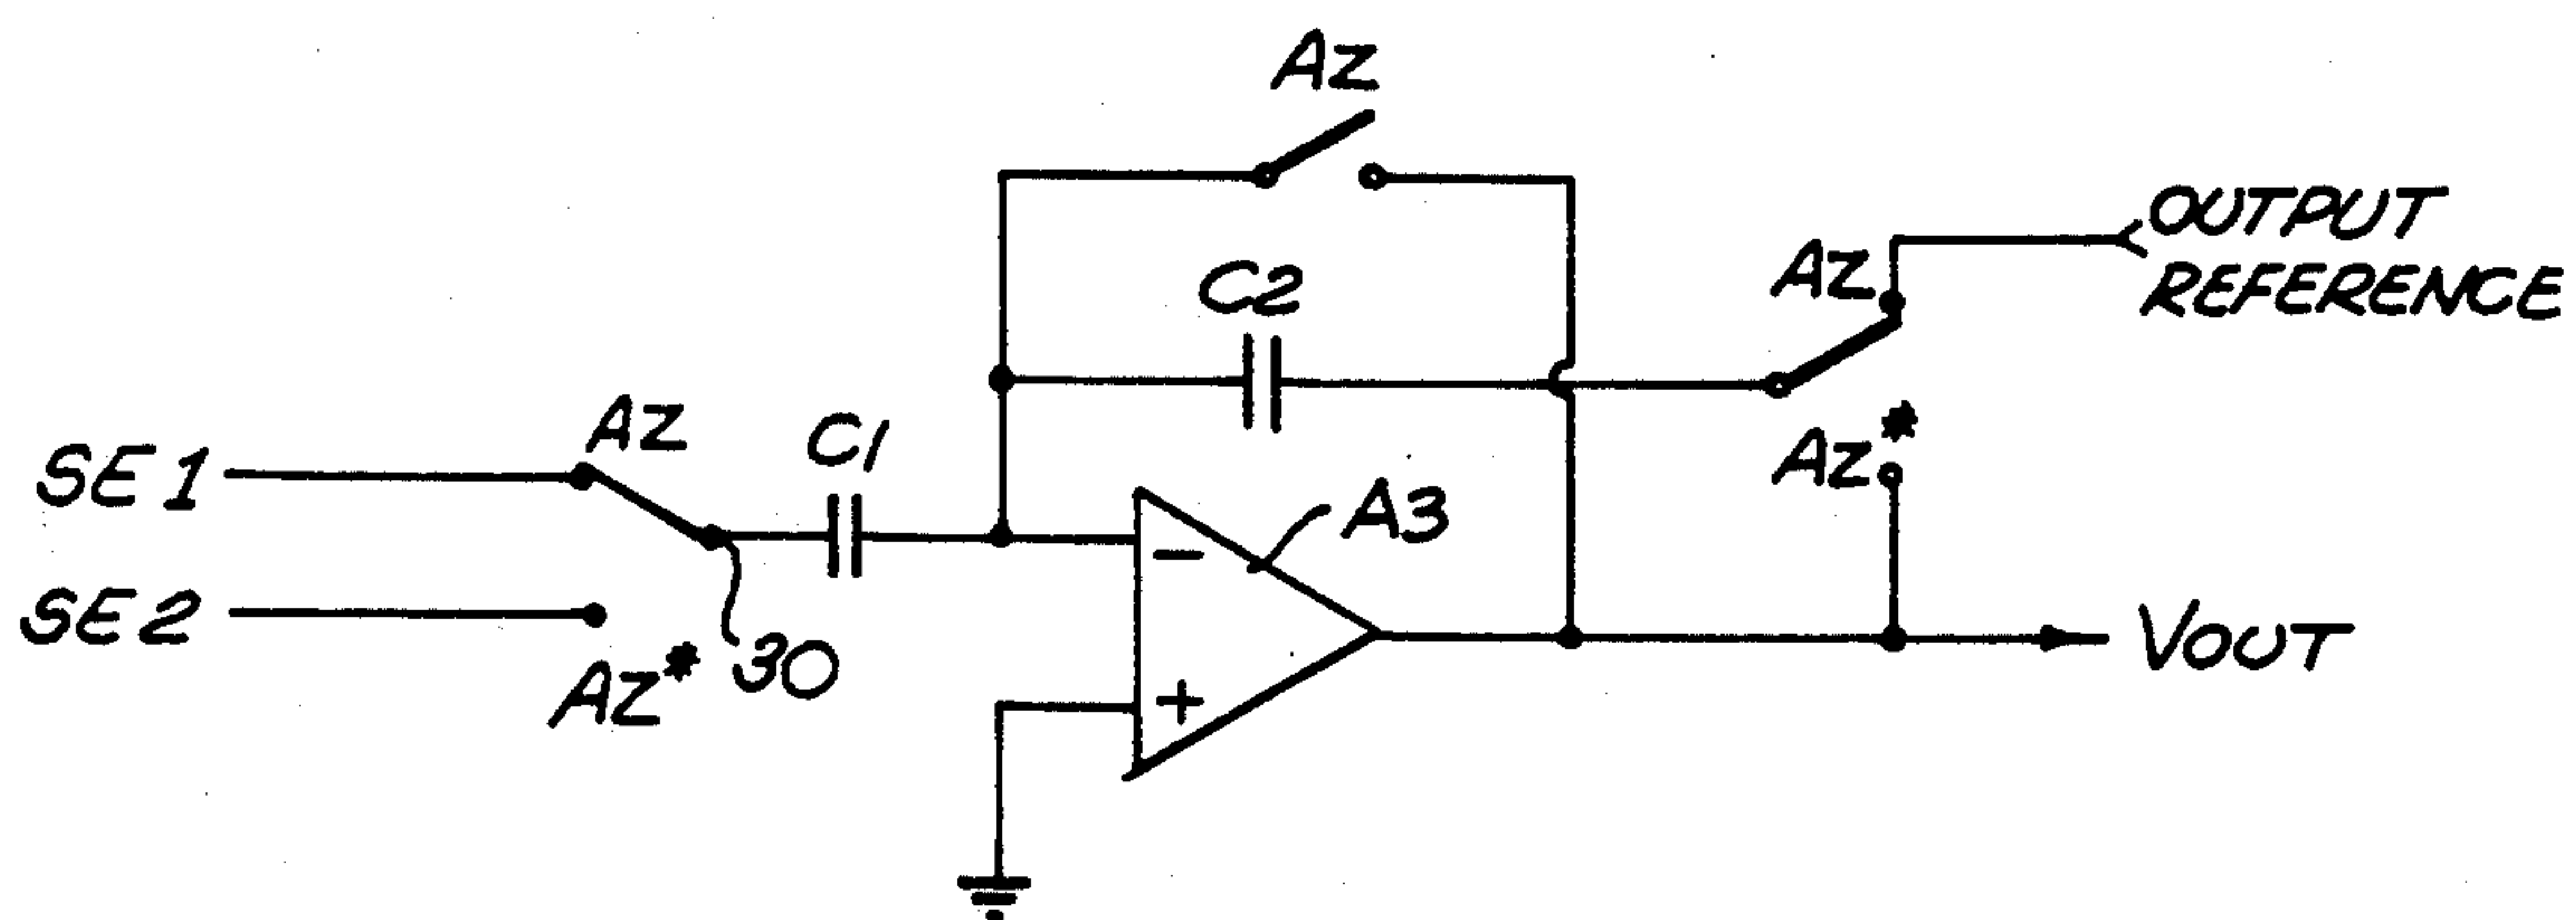 AZ
OUTPUT
REFERENCE
AZ
C2
AZ
C1
SE 1
AZ*
A3
SE 2
AZ*
30
-
+
VOUT